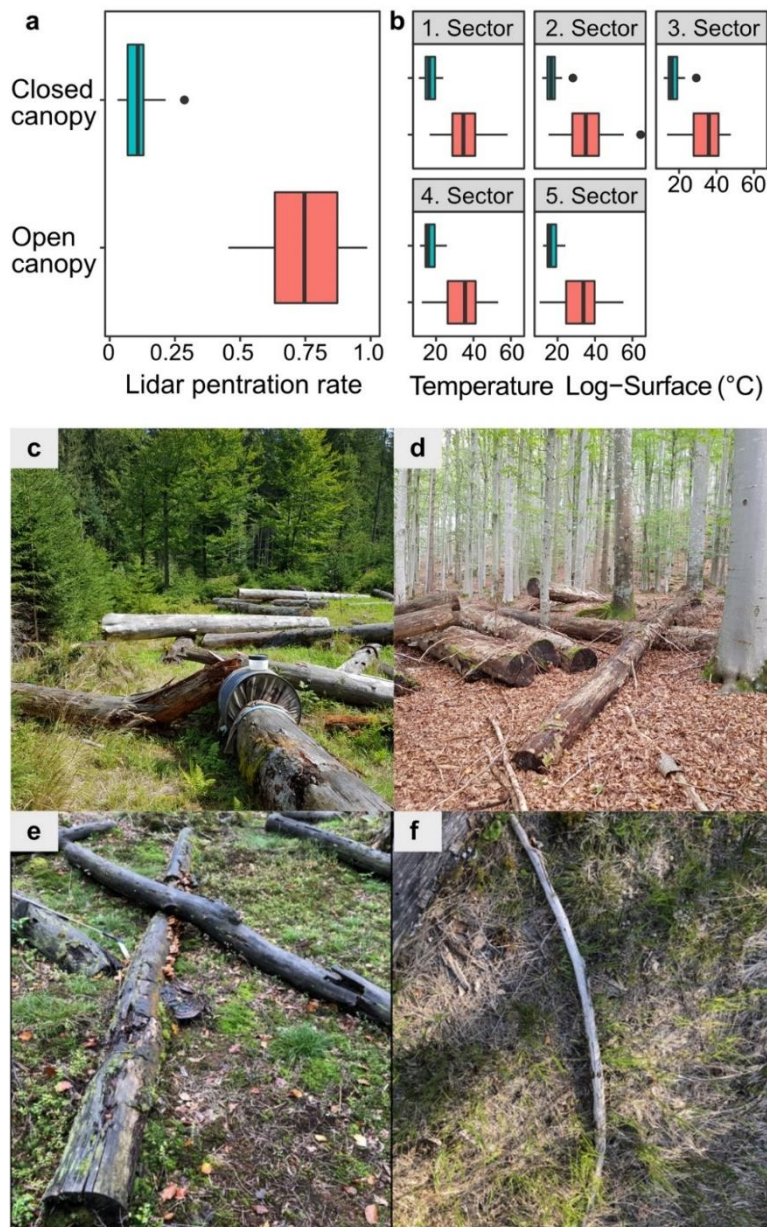 a
Closed
canopy
Open
canopy
0 0.25 0.5 0.75 1.0
Lidar pentration rate
b
1. Sector
2. Sector
3. Sector
20 40 60
4. Sector
5. Sector
20 40 60
20 40 60
Temperature Log-Surface (°C)
c
d
e
f